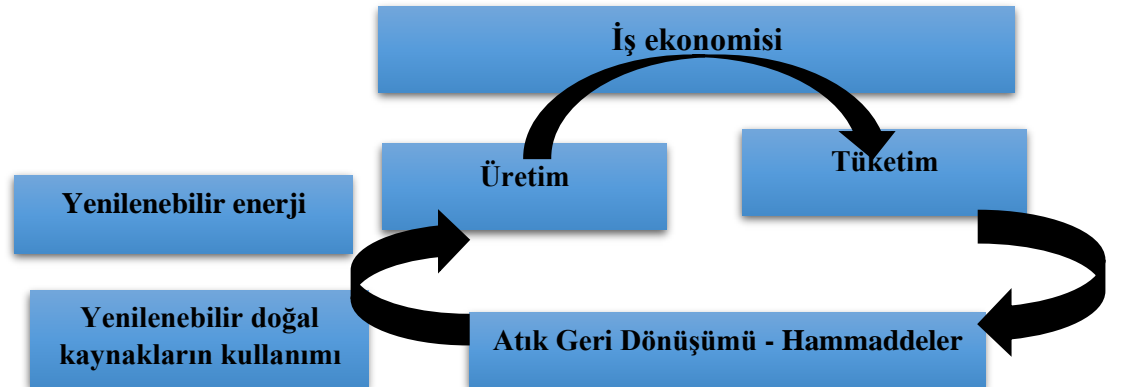 İş ekonomisi
Üretim
Tüketim
Yenilenebilir enerji
Yenilenebilir doğal
kaynakların kullanımı
Atık Geri Dönüşümü - Hammaddeler